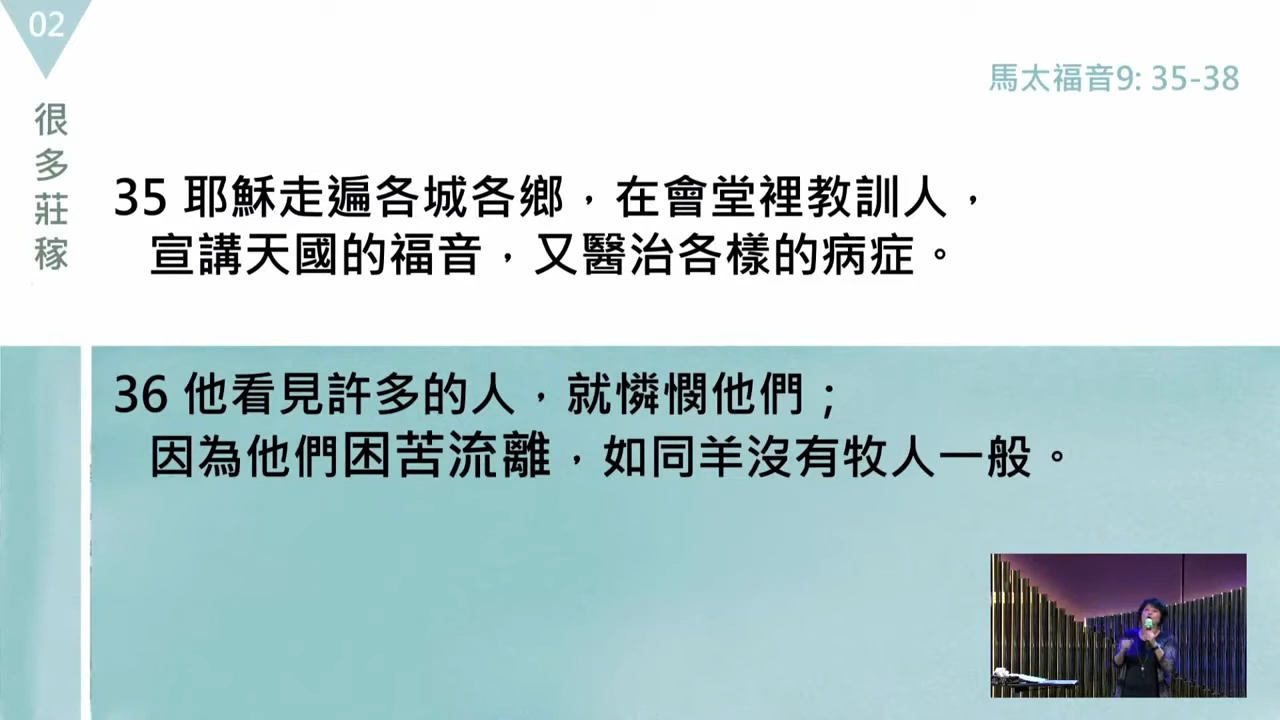 02
很多莊稼
馬太福音9: 35-38
35 耶穌走遍各城各鄉，在會堂裡教訓人，
宣講天國的福音，又醫治各樣的病症。
36 他看見許多的人，就憐憫他們；
因為他們困苦流離，如同羊沒有牧人一般。